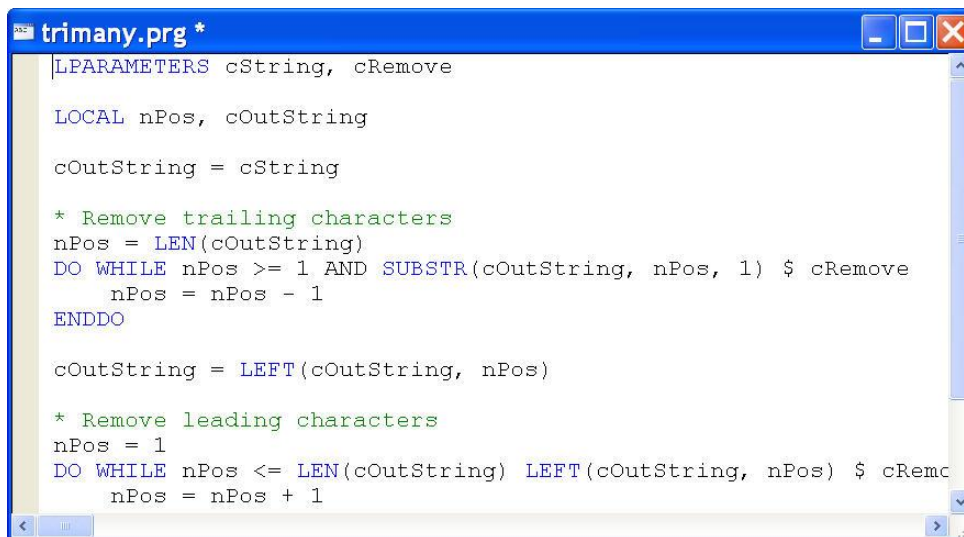 trimany.prg *
LPARAMETERS cString, cRemove
LOCAL nPos, cOutString
cOutString = cString
* Remove trailing characters
nPos = LEN(cOutString)
DO WHILE nPos >= 1 AND SUBSTR(cOutString, nPos, 1) $ cRemove
nPos = nPos - 1
ENDDO
cOutString = LEFT(cOutString, nPos)
* Remove leading characters
nPos = 1
DO WHILE nPos <= LEN(cOutString) LEFT(cOutString, nPos) $ cRemo
nPos = nPos + 1